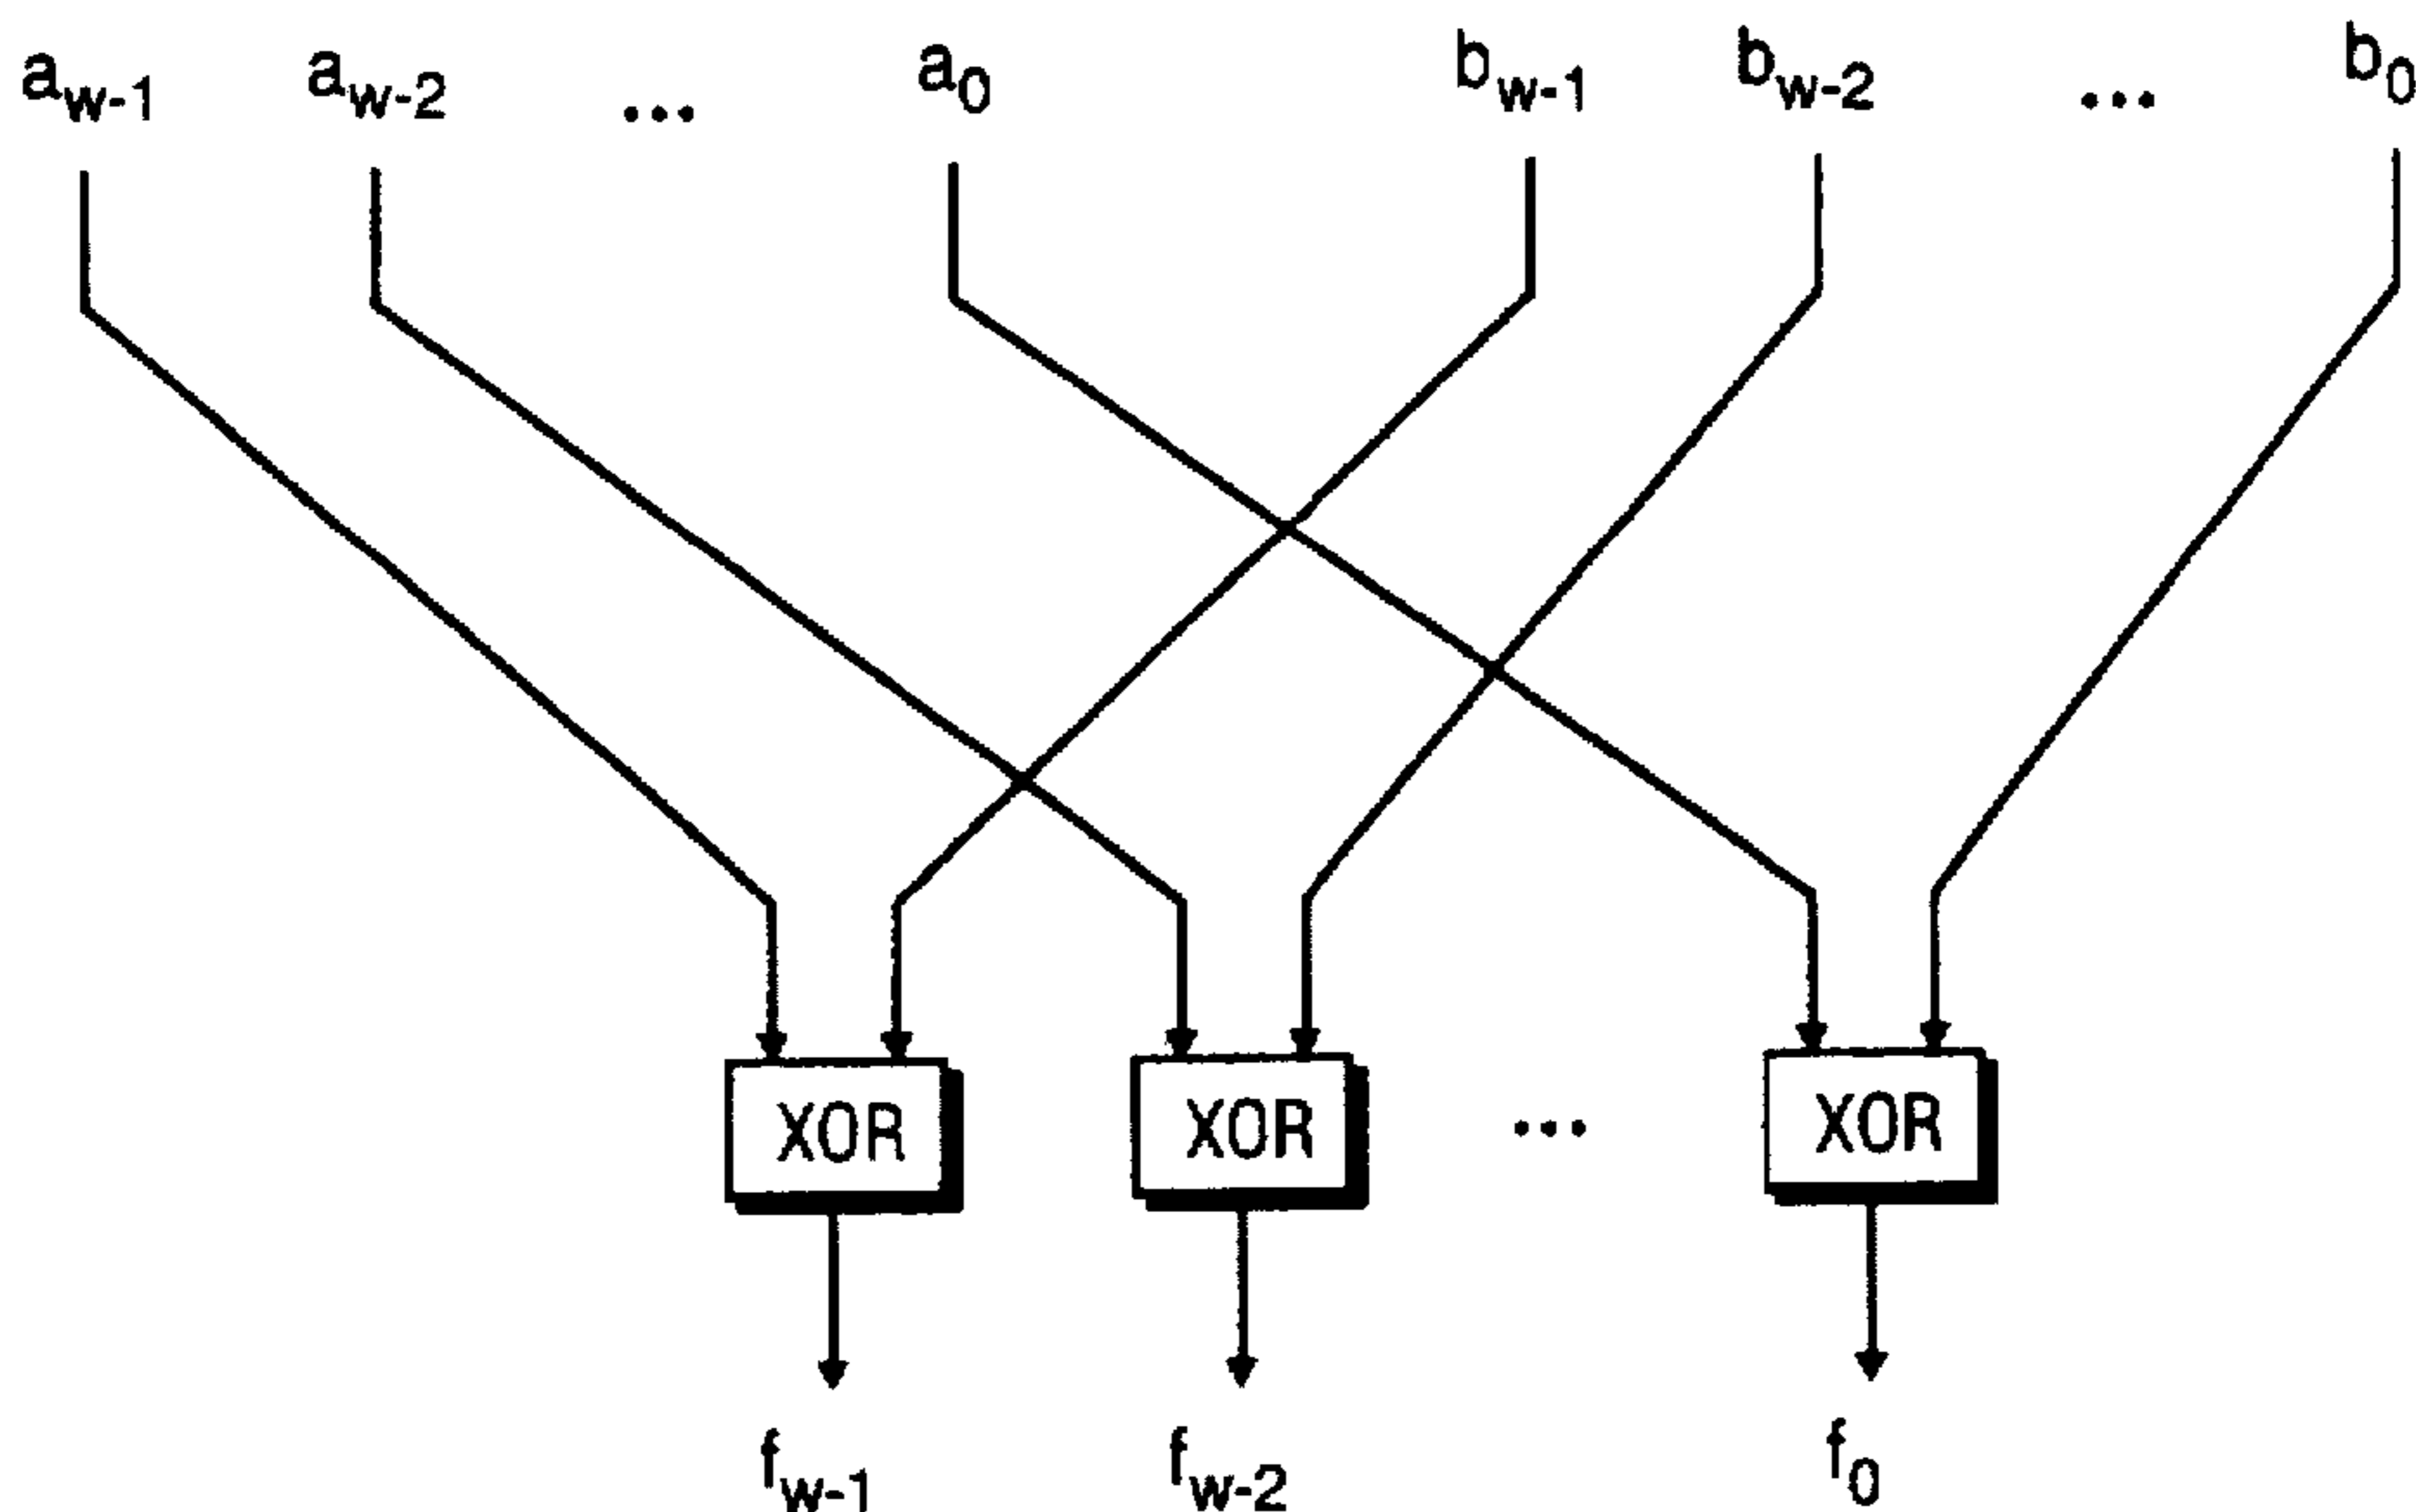 a_{w-1} a_{w-2} ... a_0 b_{w-1} b_{w-2} ... b_0
XOR XOR ... XOR
f_{w-1} f_{w-2} f_0